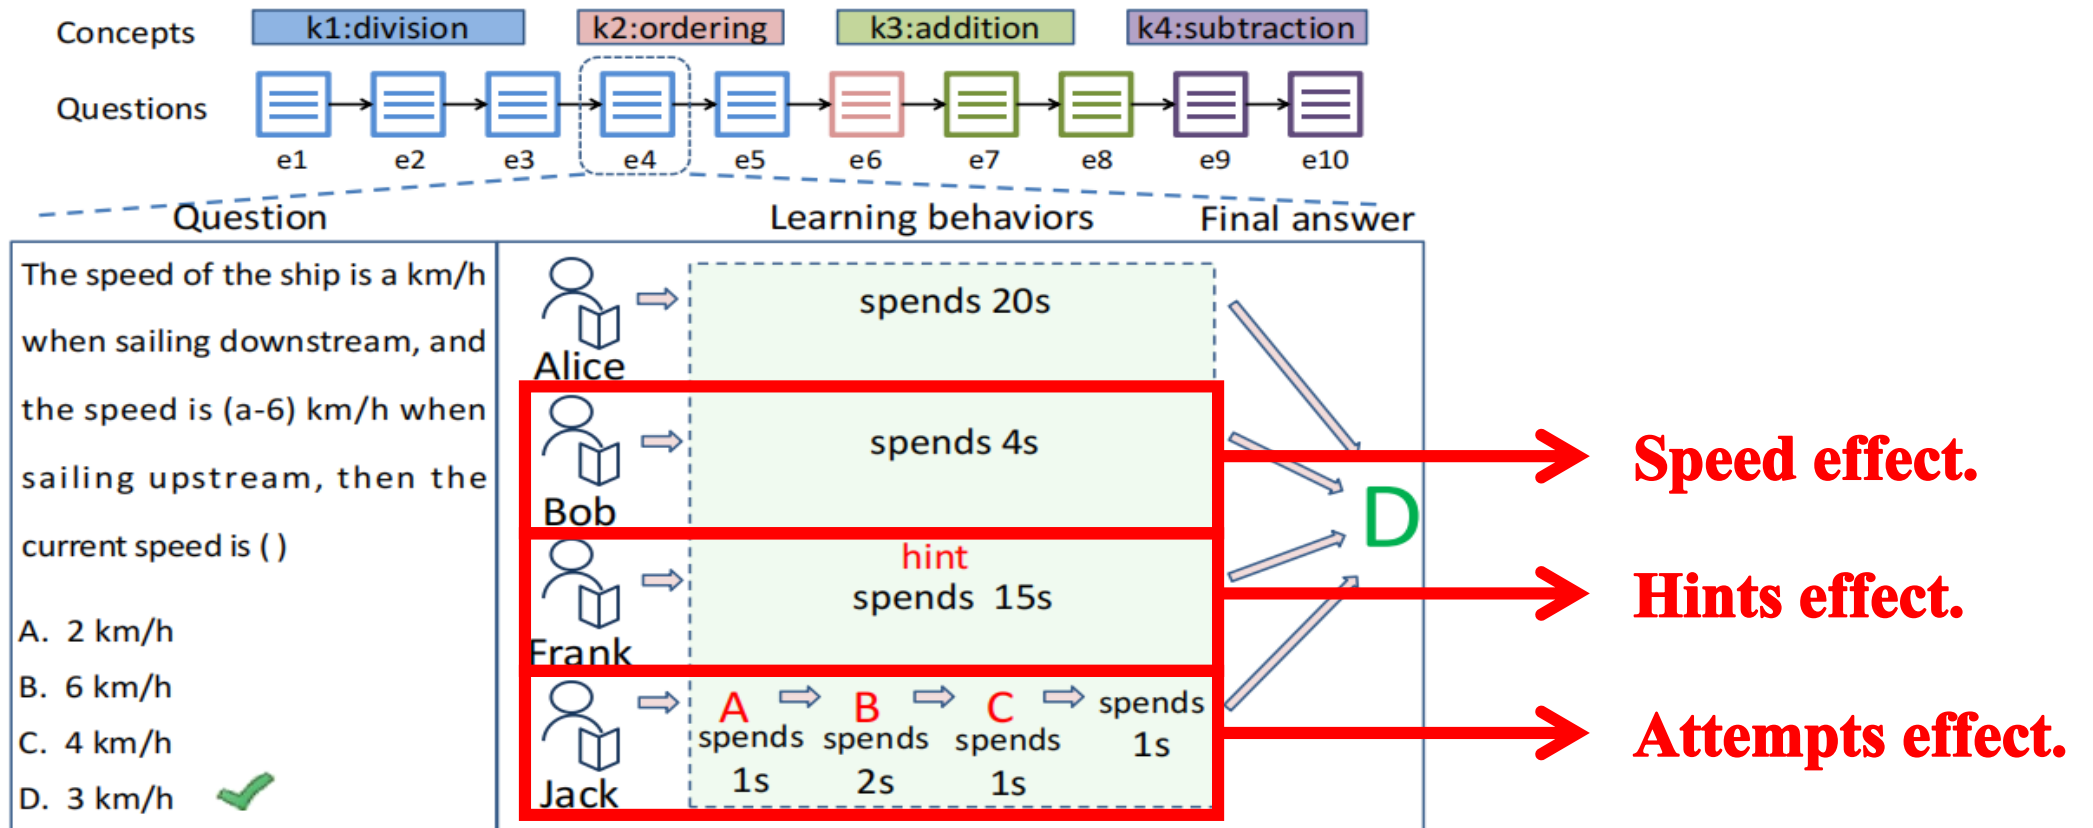 Concepts k1:division k2:ordering k3:addition k4:subtraction
Questions
e1 e2 e3 e4 e5 e6 e7 e8 e9 e10
Question Learning behaviors Final answer
The speed of the ship is a km/h
when sailing downstream, and
the speed is (a-6) km/h when
sailing upstream, then the
current speed is ( )
A. 2 km/h
B. 6 km/h
C. 4 km/h
D. 3 km/h
Alice
spends 20s
Bob
spends 4s
Frank
hint
spends 15s
Jack
A B C spends
spends spends spends 1s
1s 2s 1s
D
Speed effect.
Hints effect.
Attempts effect.